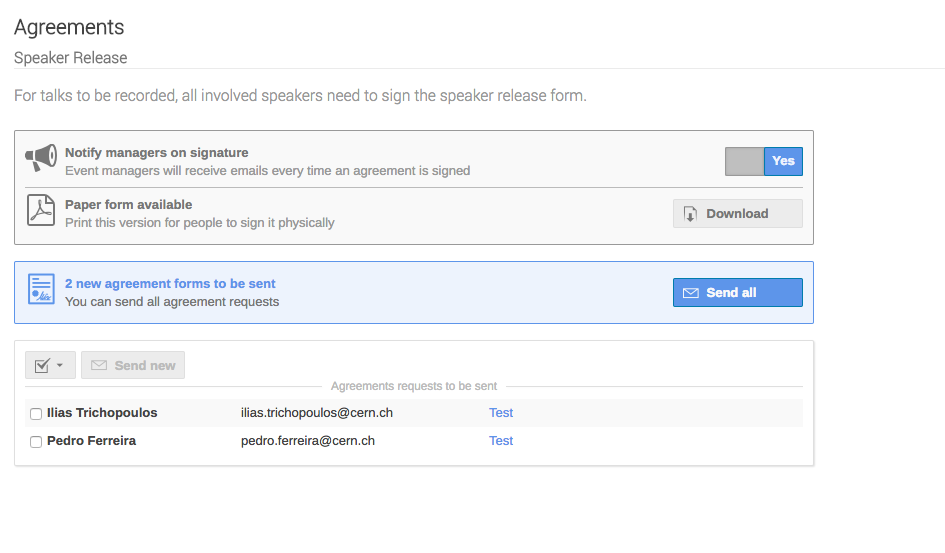 Agreements
Speaker Release
For talks to be recorded, all involved speakers need to sign the speaker release form.
Notify managers on signature
Event managers will receive emails every time an agreement is signed
Yes
Paper form available
Print this version for people to sign it physically
Download
2 new agreement forms to be sent
You can send all agreement requests
Send all
Send new
Agreements requests to be sent
Ilias Trichopoulos ilias.trichopoulos@cern.ch Test
Pedro Ferreira pedro.ferreira@cern.ch Test